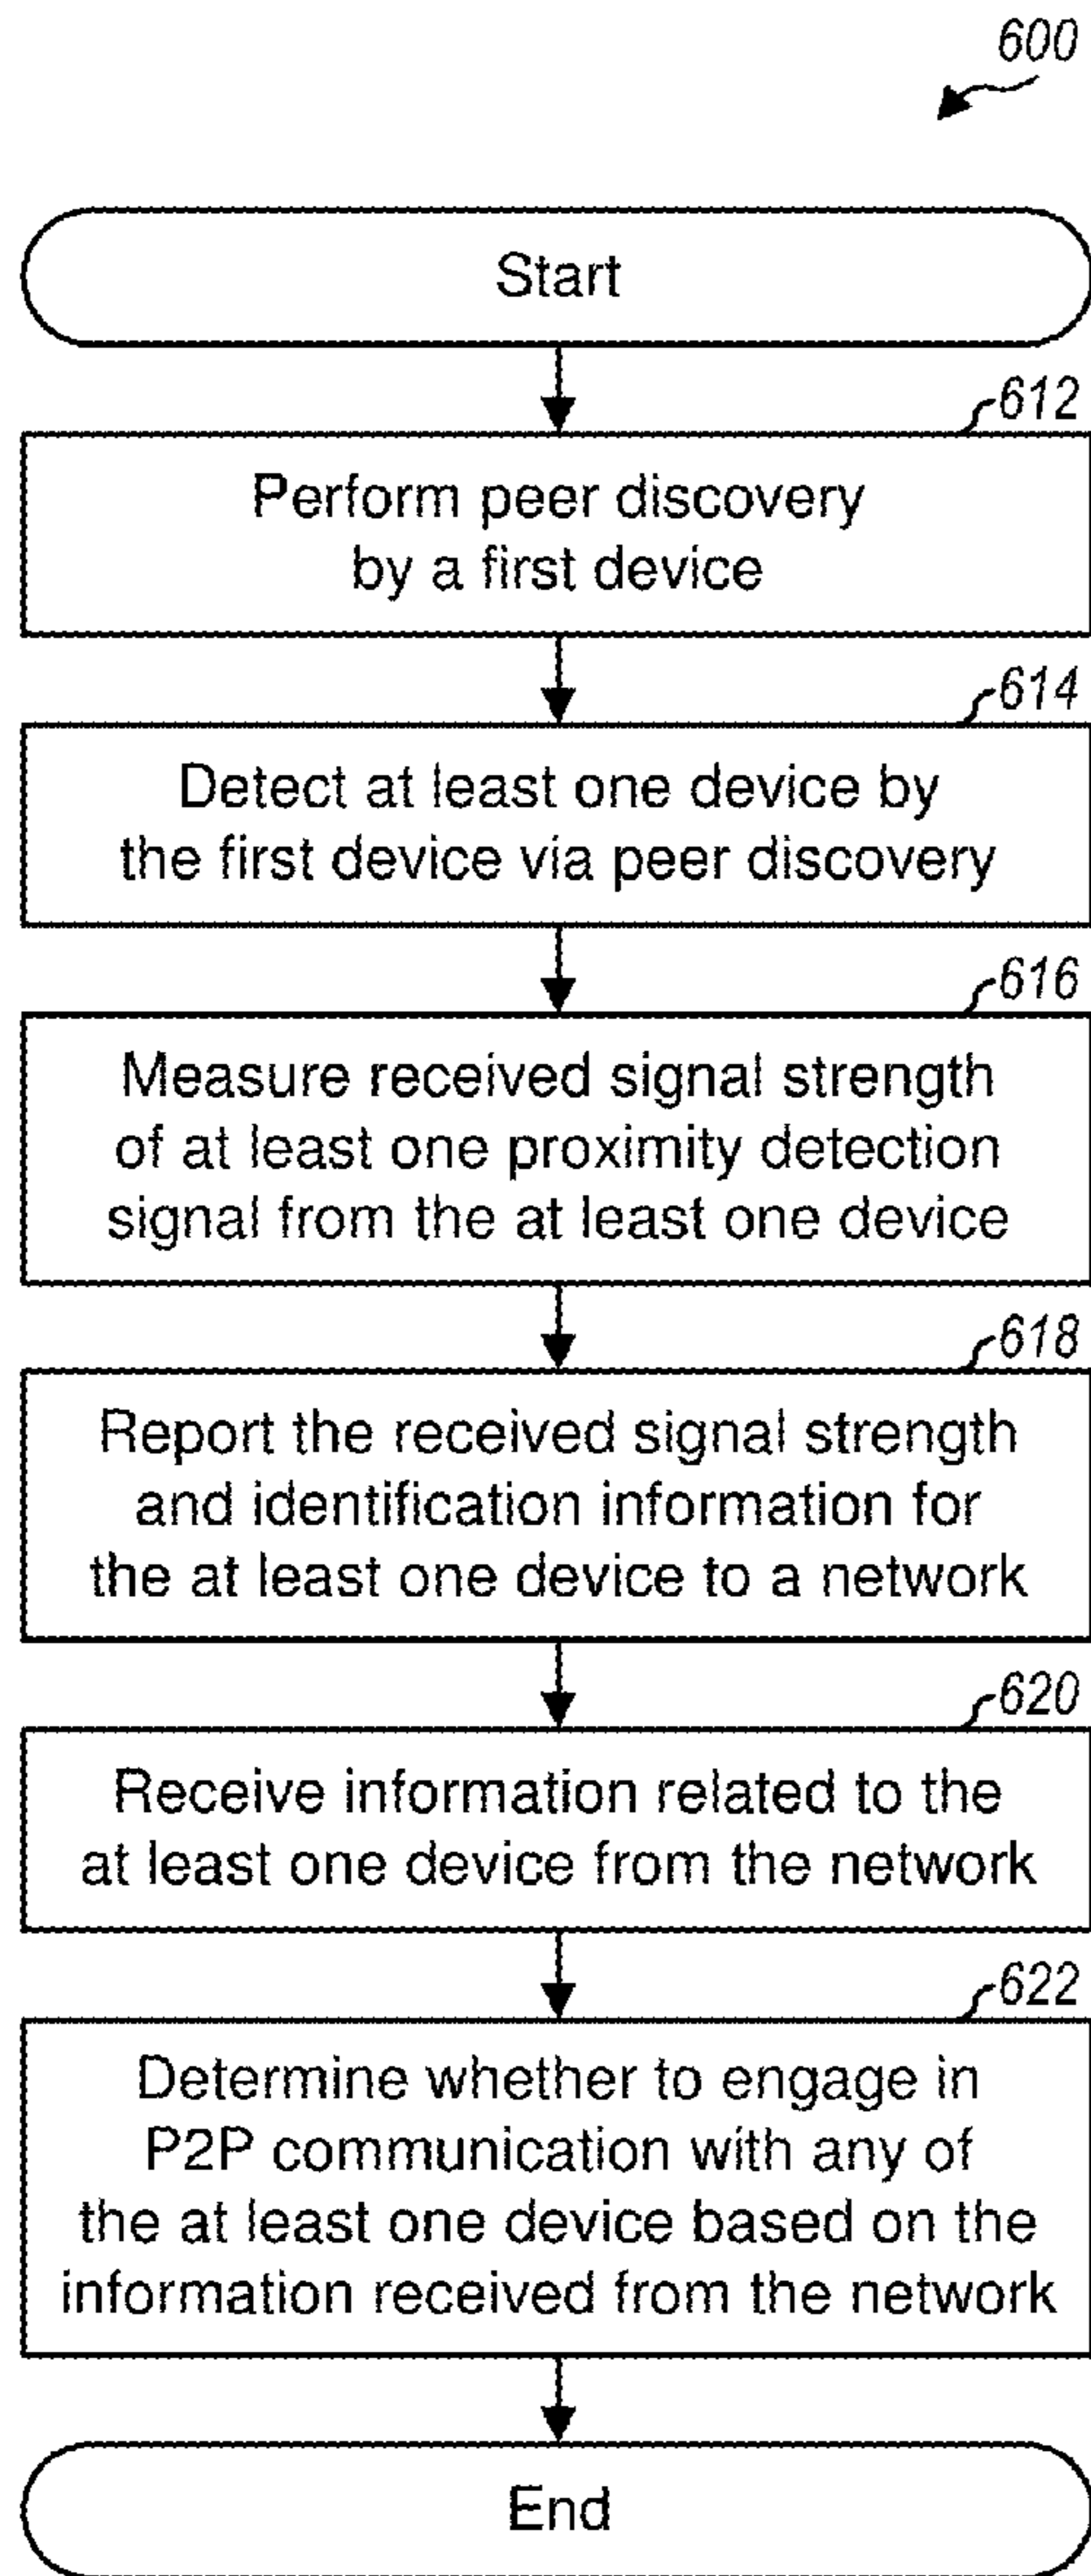 600
Start
612
Perform peer discovery
by a first device
614
Detect at least one device by
the first device via peer discovery
616
Measure received signal strength
of at least one proximity detection
signal from the at least one device
618
Report the received signal strength
and identification information for
the at least one device to a network
620
Receive information related to the
at least one device from the network
622
Determine whether to engage in
P2P communication with any of
the at least one device based on the
information received from the network
End